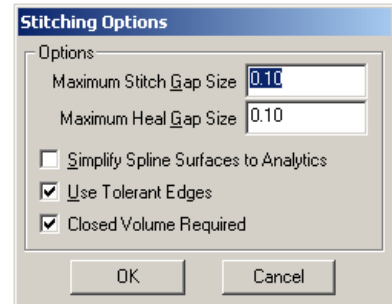 Stitching Options
Options
Maximum Stitch Gap Size 0.10
Maximum Heal Gap Size 0.10
Simplify Spline Surfaces to Analytics
Use Tolerant Edges
Closed Volume Required
OK Cancel